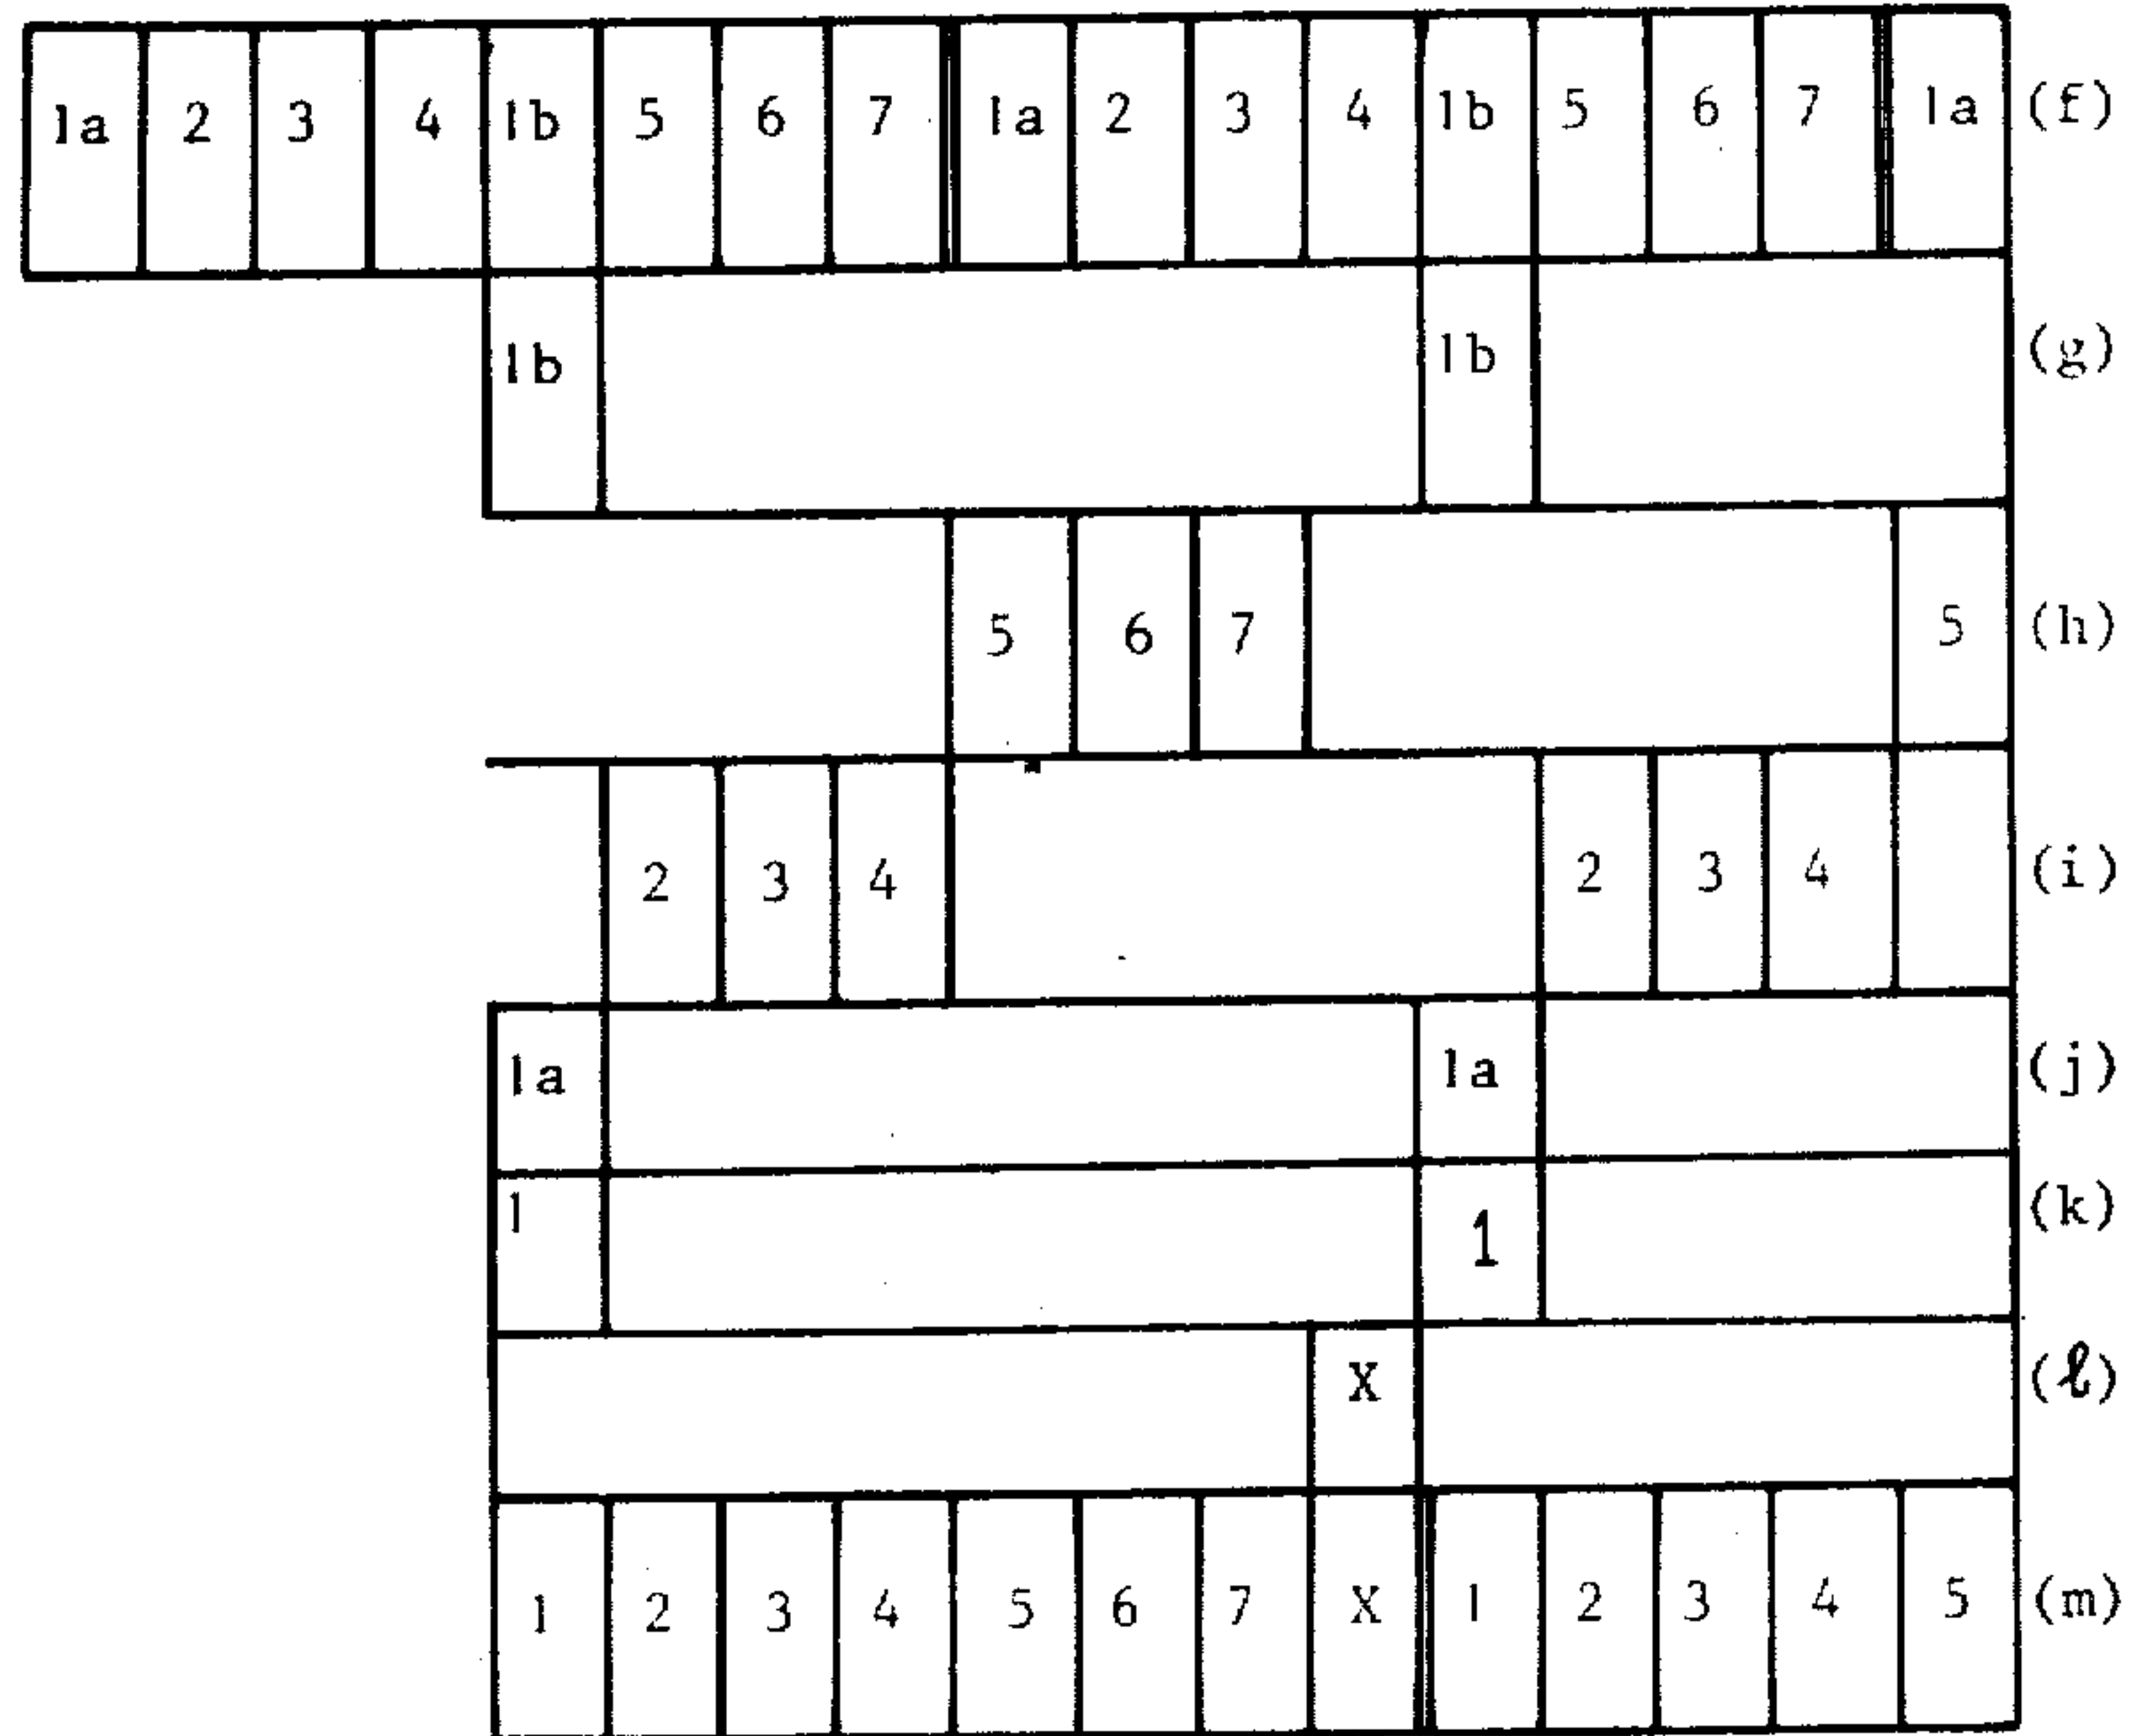 1a 2 3 4 1b 5 6 7 1a 2 3 4 1b 5 6 7 1a (f)
1b 1b (g)
5 6 7 5 (h)
2 3 4 2 3 4 (i)
1a 1a (j)
1 1 (k)
X (ℓ)
1 2 3 4 5 6 7 X 1 2 3 4 5 (m)